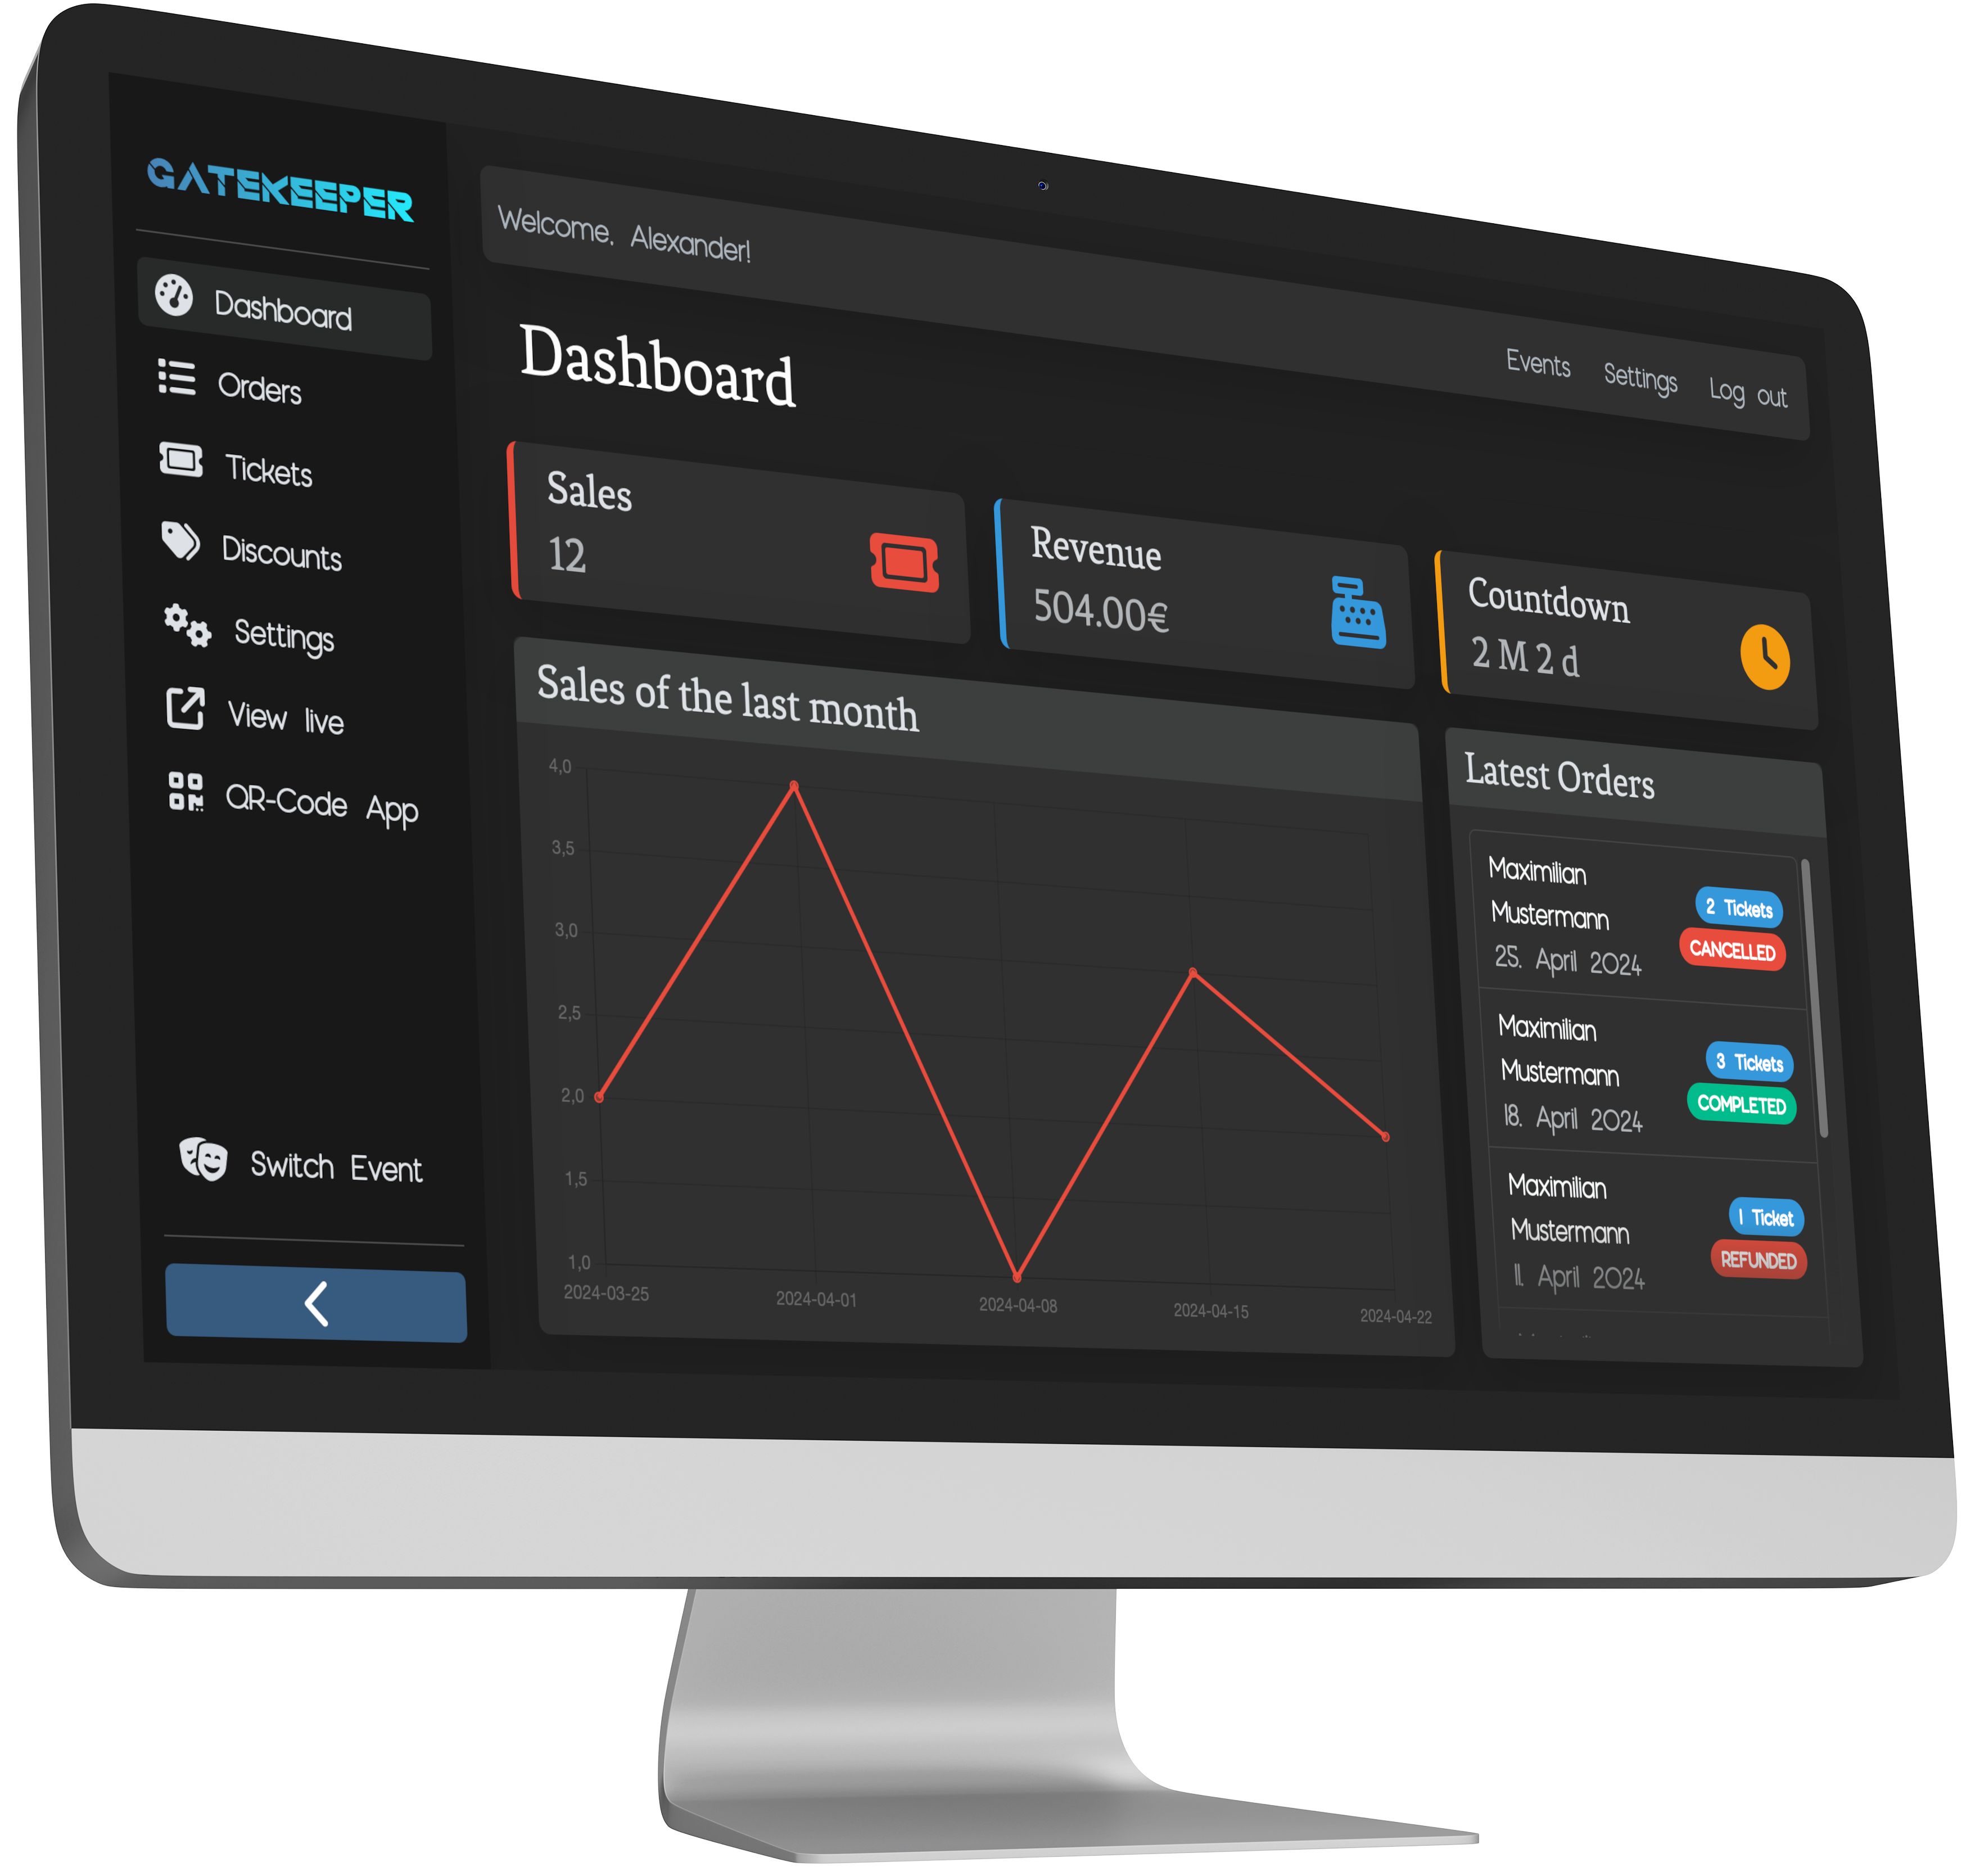 GATEKEEPER
Dashboard
Orders
Tickets
Discounts
Settings
View live
QR-Code App
Switch Event
Welcome, Alexander!
Events
Settings
Log out
Dashboard
Sales
12
Revenue
504.00€
Countdown
2 M 2 d
Sales of the last month
4,0
3,5
3,0
2,5
2,0
1,5
1,0
2024-03-25
2024-04-01
2024-04-08
2024-04-15
2024-04-22
Latest Orders
Maximilian
Mustermann
25. April 2024
2 Tickets
CANCELLED
Maximilian
Mustermann
18. April 2024
3 Tickets
COMPLETED
Maximilian
Mustermann
11. April 2024
1 Ticket
REFUNDED